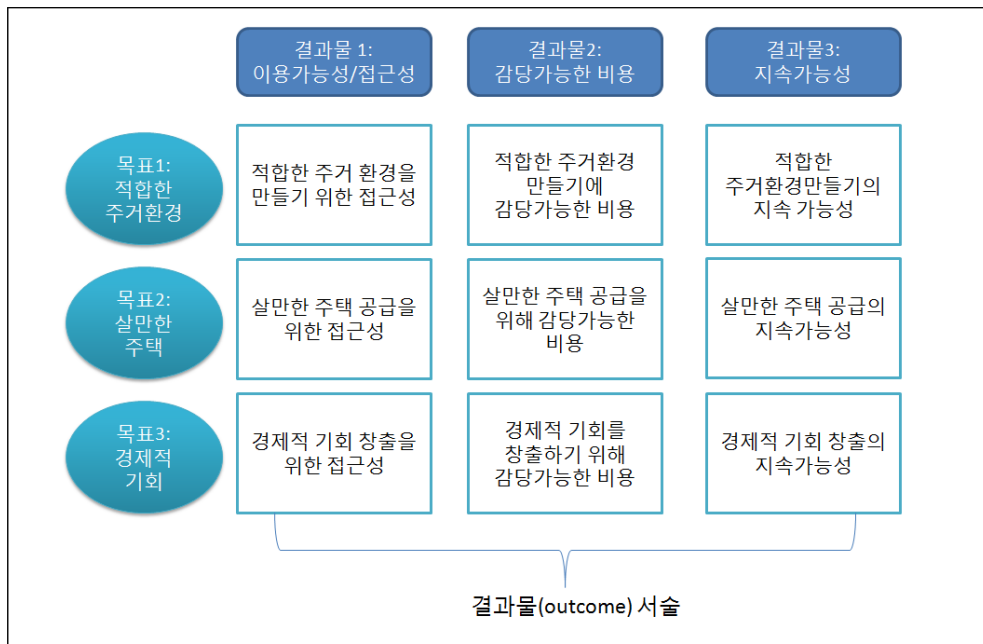 결과물 1:
이용가능성/접근성
결과물2:
감당가능한 비용
결과물3:
지속가능성
목표1:
적합한
주거환경
적합한 주거 환경을
만들기 위한 접근성
적합한 주거환경
만들기에
감당가능한 비용
적합한
주거환경만들기의
지속 가능성
목표2:
살만한
주택
살만한 주택 공급을
위한 접근성
살만한 주택 공급을
위해 감당가능한
비용
살만한 주택 공급의
지속가능성
목표3:
경제적
기회
경제적 기회 창출을
위한 접근성
경제적 기회를
창출하기 위해
감당가능한 비용
경제적 기회 창출의
지속가능성
결과물(outcome) 서술